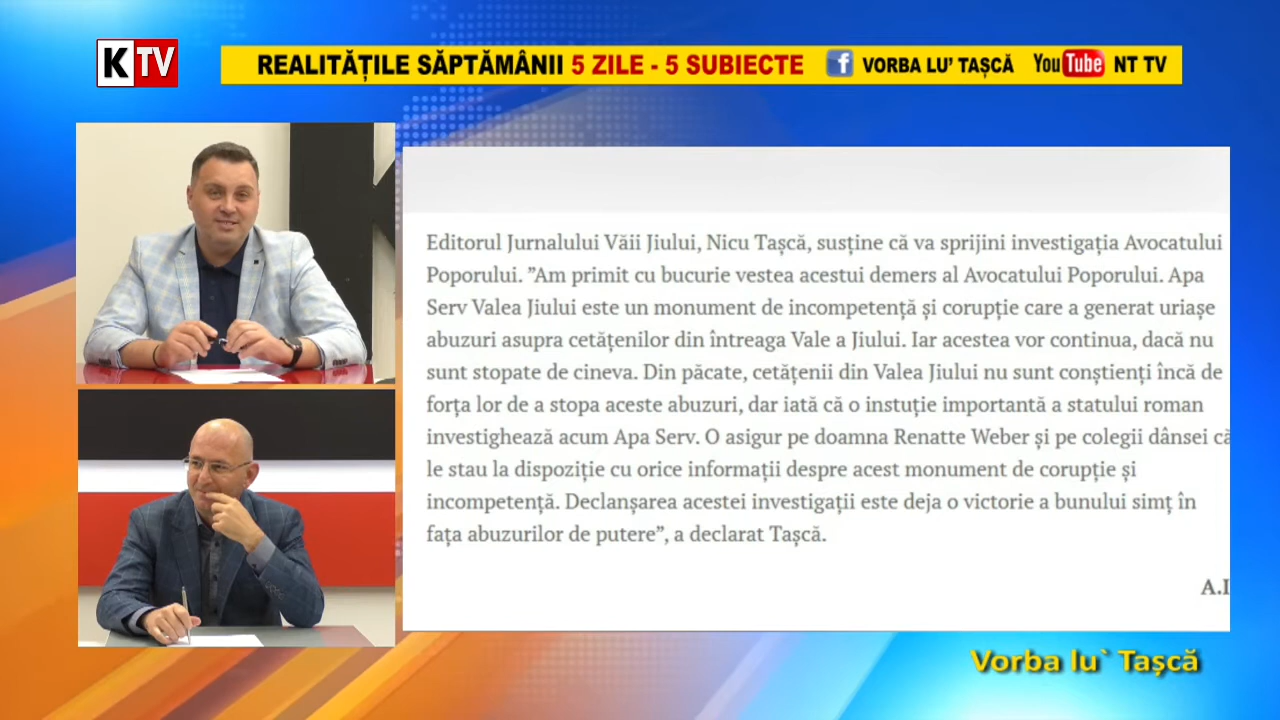 KTV
REALITĂȚILE SĂPTĂMÂNII 5 ZILE - 5 SUBIECTE f VORBA LU' TAȘCĂ YouTube NT TV
Editorul Jurnalului Văii Jiului, Nicu Tașcă, susține că va sprijini investigația Avocatului
Poporului. ”Am primit cu bucurie vestea acestui demers al Avocatului Poporului. Apa
Serv Valea Jiului este un monument de incompetență și corupție care a generat uriașe
abuzuri asupra cetățenilor din întreaga Vale a Jiului. Iar acestea vor continua, dacă nu
sunt stopate de cineva. Din păcate, cetățenii din Valea Jiului nu sunt conștienți încă de
forța lor de a stopa aceste abuzuri, dar iată că o instuție importantă a statului roman
investighează acum Apa Serv. O asigur pe doamna Renatte Weber și pe colegii dânsei că
le stau la dispoziție cu orice informații despre acest monument de corupție și
incompetență. Declanșarea acestei investigații este deja o victorie a bunului simț în
fața abuzurilor de putere”, a declarat Tașcă.
A.I
Vorba lu` Tașcă